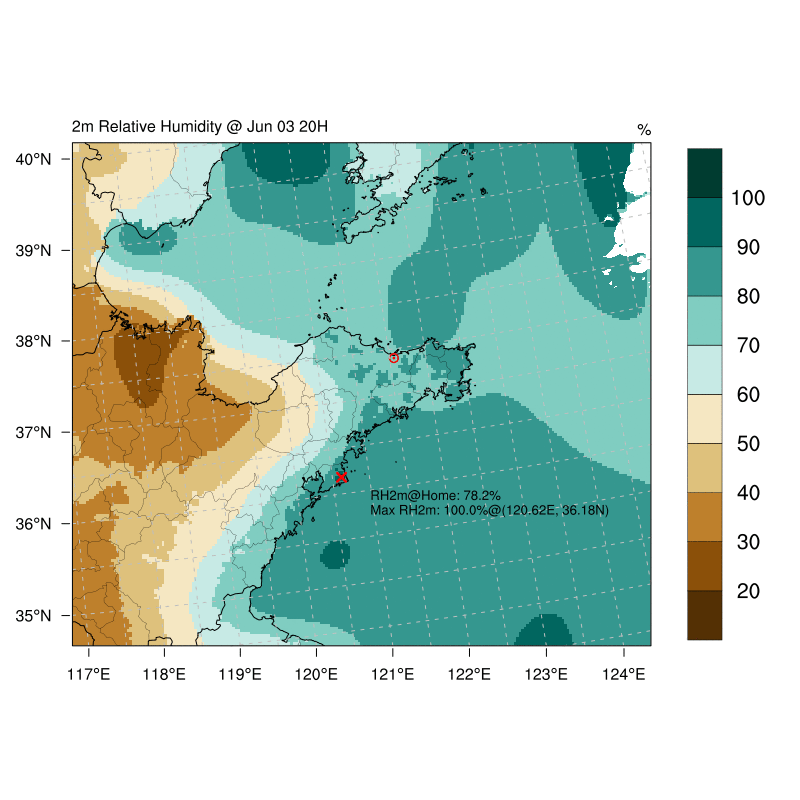 2m Relative Humidity @ Jun 03 20H
%
40°N
39°N
38°N
37°N
36°N
35°N
117°E 118°E 119°E 120°E 121°E 122°E 123°E 124°E
RH2m@Home: 78.2%
Max RH2m: 100.0%@(120.62E, 36.18N)
100
90
80
70
60
50
40
30
20